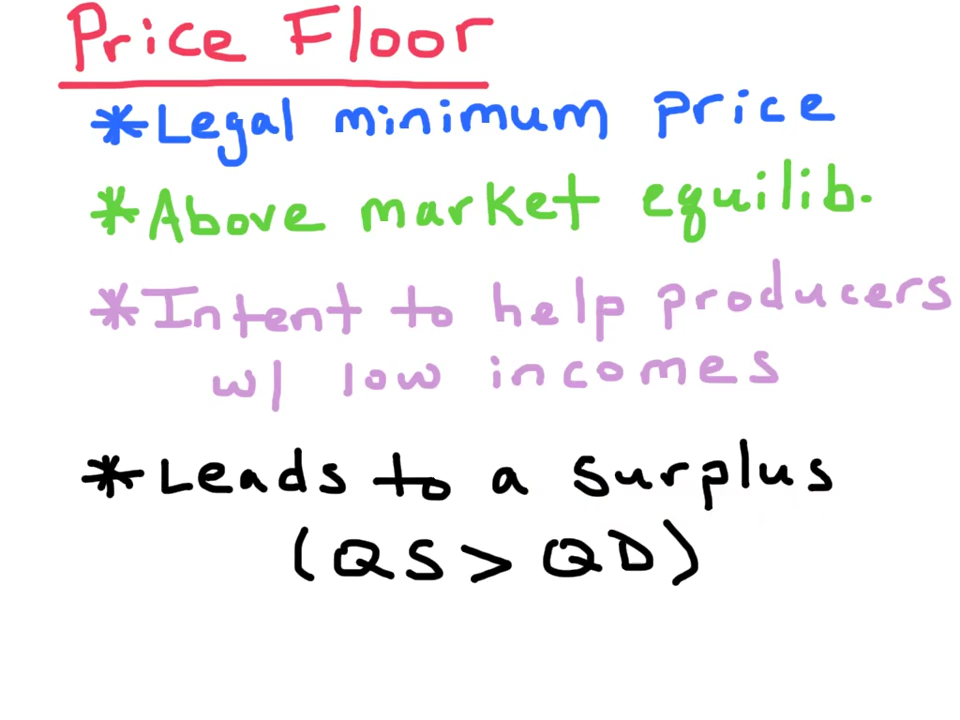 Price Floor
*Legal minimum price
*Above market equilib.
*Intent to help producers
w/ low incomes
*Leads to a surplus
(QS > QD)